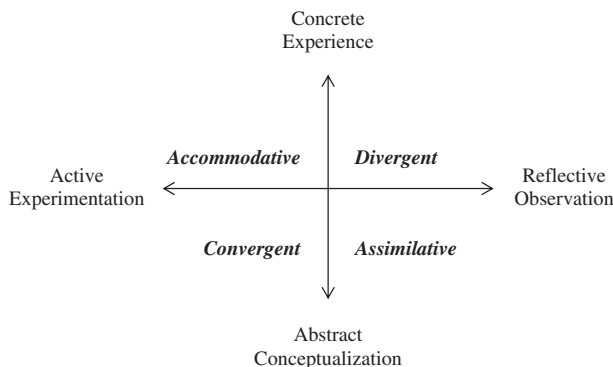 Concrete
Experience
Accommodative
Divergent
Active
Experimentation
Reflective
Observation
Convergent
Assimilative
Abstract
Conceptualization